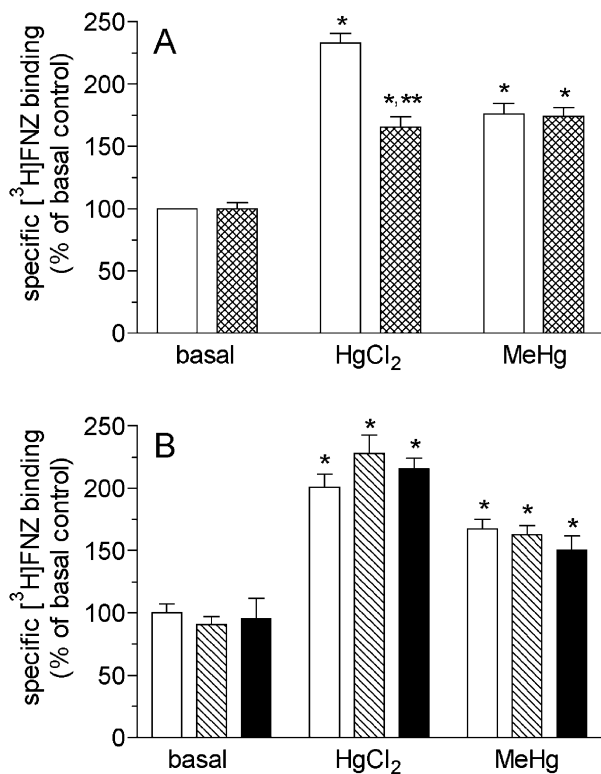 A
specific [³H]FNZ binding
(% of basal control)
250
200
150
100
50
0
*
*,**
*
*
basal
HgCl₂
MeHg
B
specific [³H]FNZ binding
(% of basal control)
250
200
150
100
50
0
*
*
*
*
*
*
basal
HgCl₂
MeHg